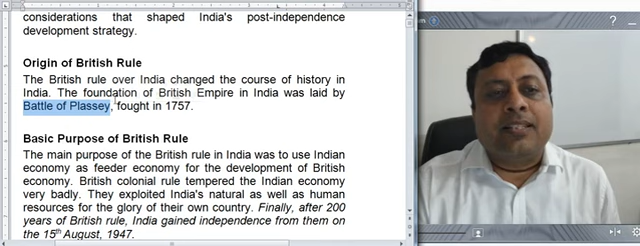 considerations that shaped India's post-independence
development strategy.
Origin of British Rule
The British rule over India changed the course of history in
India. The foundation of British Empire in India was laid by
Battle of Plassey, fought in 1757.
Basic Purpose of British Rule
The main purpose of the British rule in India was to use Indian
economy as feeder economy for the development of British
economy. British colonial rule tempered the Indian economy
very badly. They exploited India's natural as well as human
resources for the glory of their own country. Finally, after 200
years of British rule, India gained independence from them on
the 15th August, 1947.